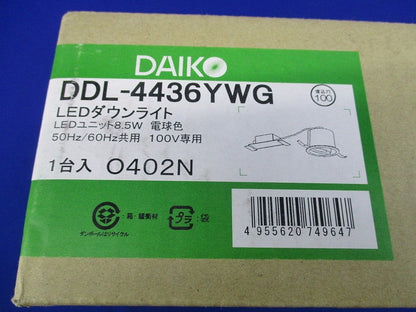 DAIKO
DDL-4436YWG
埋込穴
100
LEDダウンライト
LEDユニット8.5W 電球色
50Hz/60Hz共用 100V専用
1台入 0402N
:箱・緩衝材
ダンボールはリサイクル
プラ
:袋
4 955620 749647